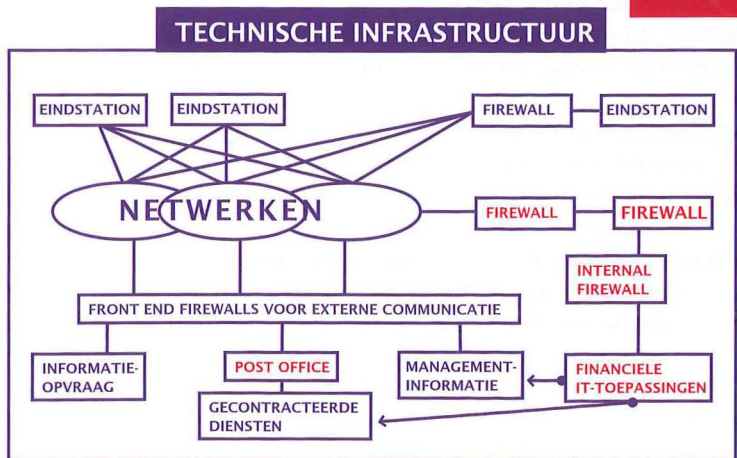 TECHNISCHE INFRASTRUCTUUR
EINDSTATION
EINDSTATION
FIREWALL
EINDSTATION
NETWERKEN
FIREWALL
FIREWALL
INTERNAL
FIREWALL
FRONT END FIREWALLS VOOR EXTERNE COMMUNICATIE
INFORMATIE-
OPVRAAG
POST OFFICE
MANAGEMENT-
INFORMATIE
FINANCIELE
IT-TOEPASSINGEN
GECONTRACTEERDE
DIENSTEN